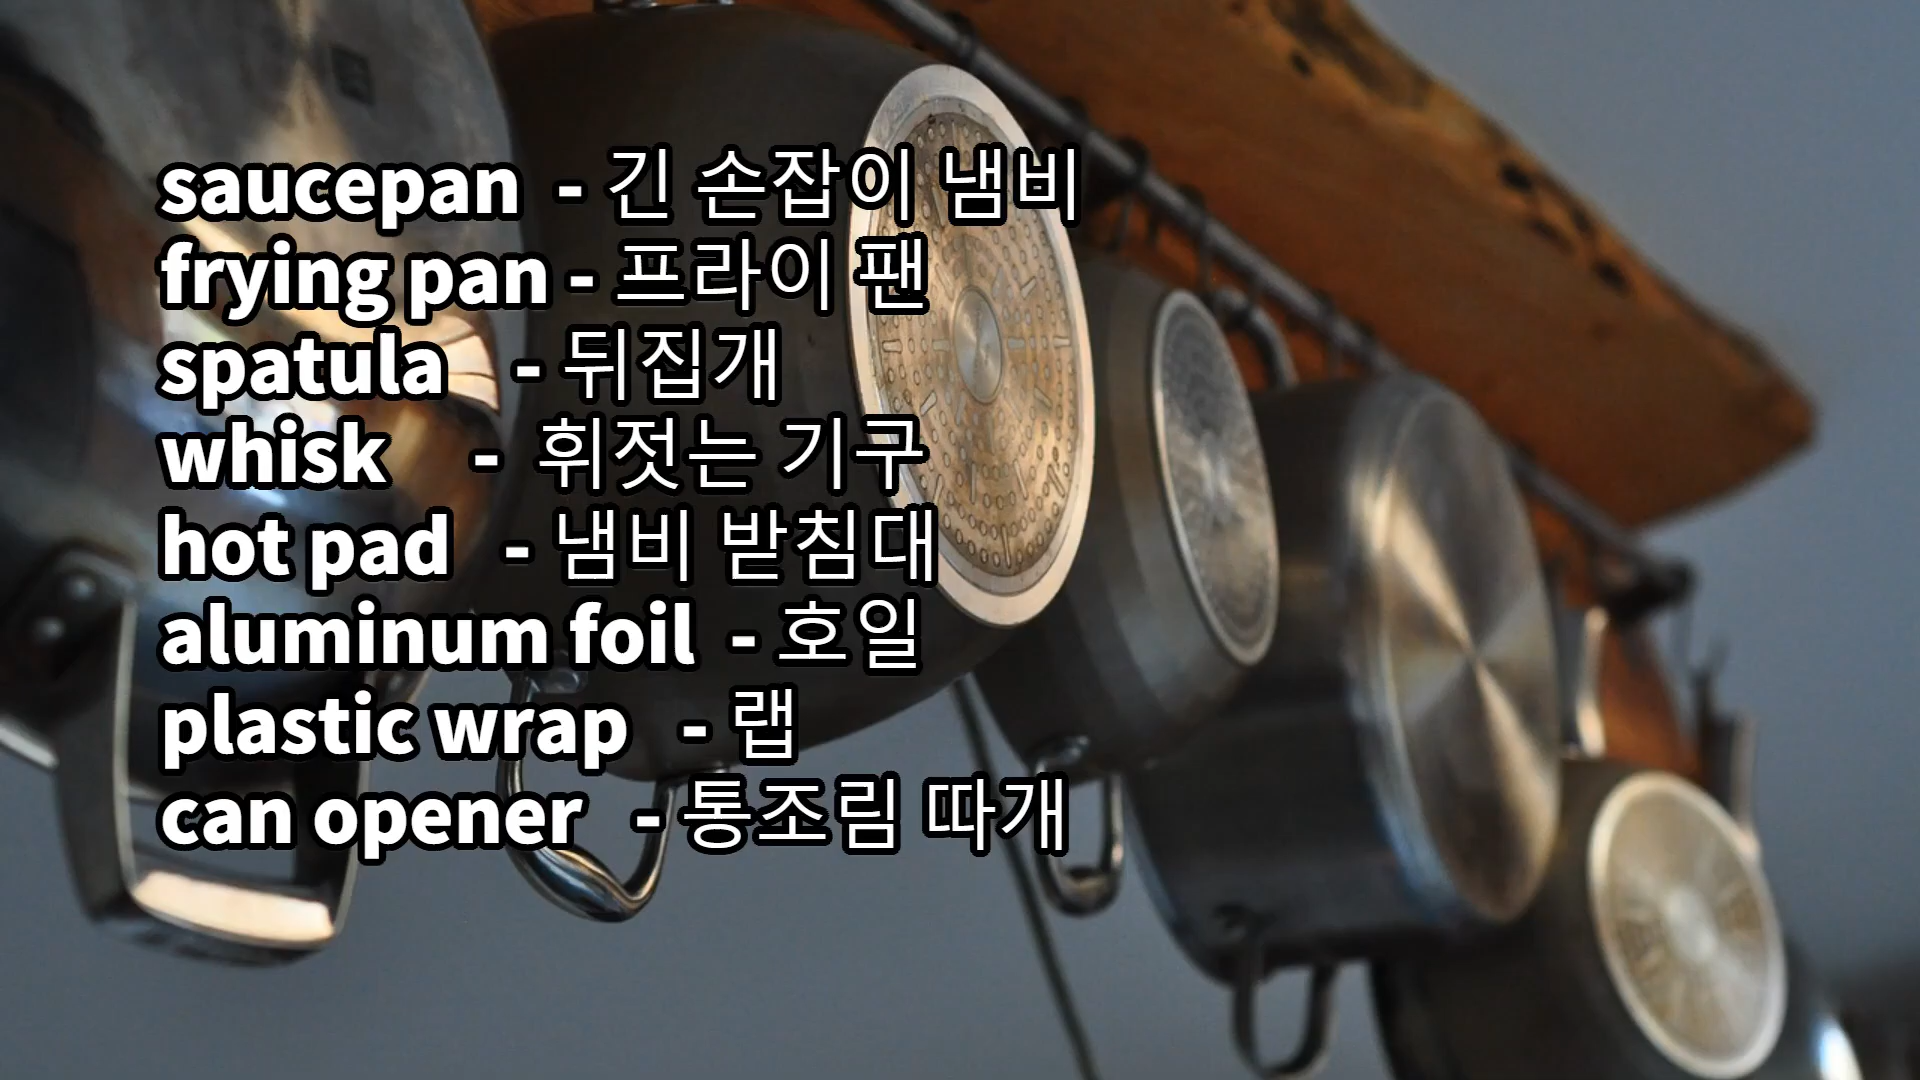 saucepan - 긴 손잡이 냄비
frying pan - 프라이 팬
spatula - 뒤집개
whisk - 휘젓는 기구
hot pad - 냄비 받침대
aluminum foil - 호일
plastic wrap - 랩
can opener - 통조림 따개